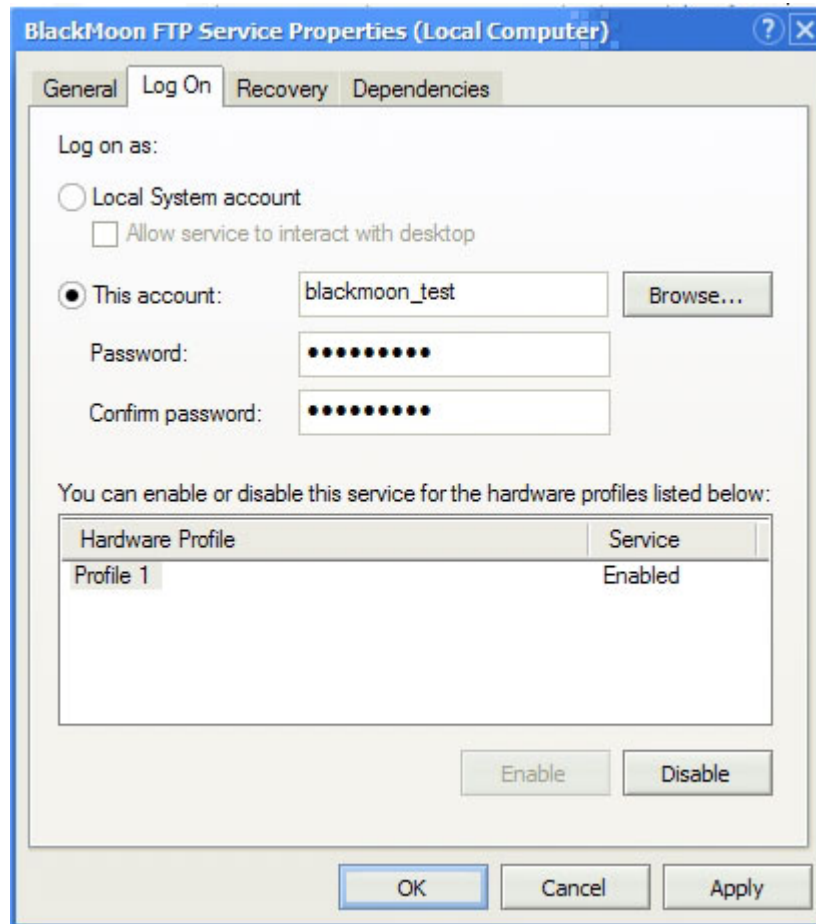 BlackMoon FTP Service Properties (Local Computer)
General Log On Recovery Dependencies
Log on as:
Local System account
Allow service to interact with desktop
This account: blackmoon_test Browse...
Password: •••••••••
Confirm password: •••••••••
You can enable or disable this service for the hardware profiles listed below:
Hardware Profile Service
Profile 1 Enabled
Enable Disable
OK Cancel Apply